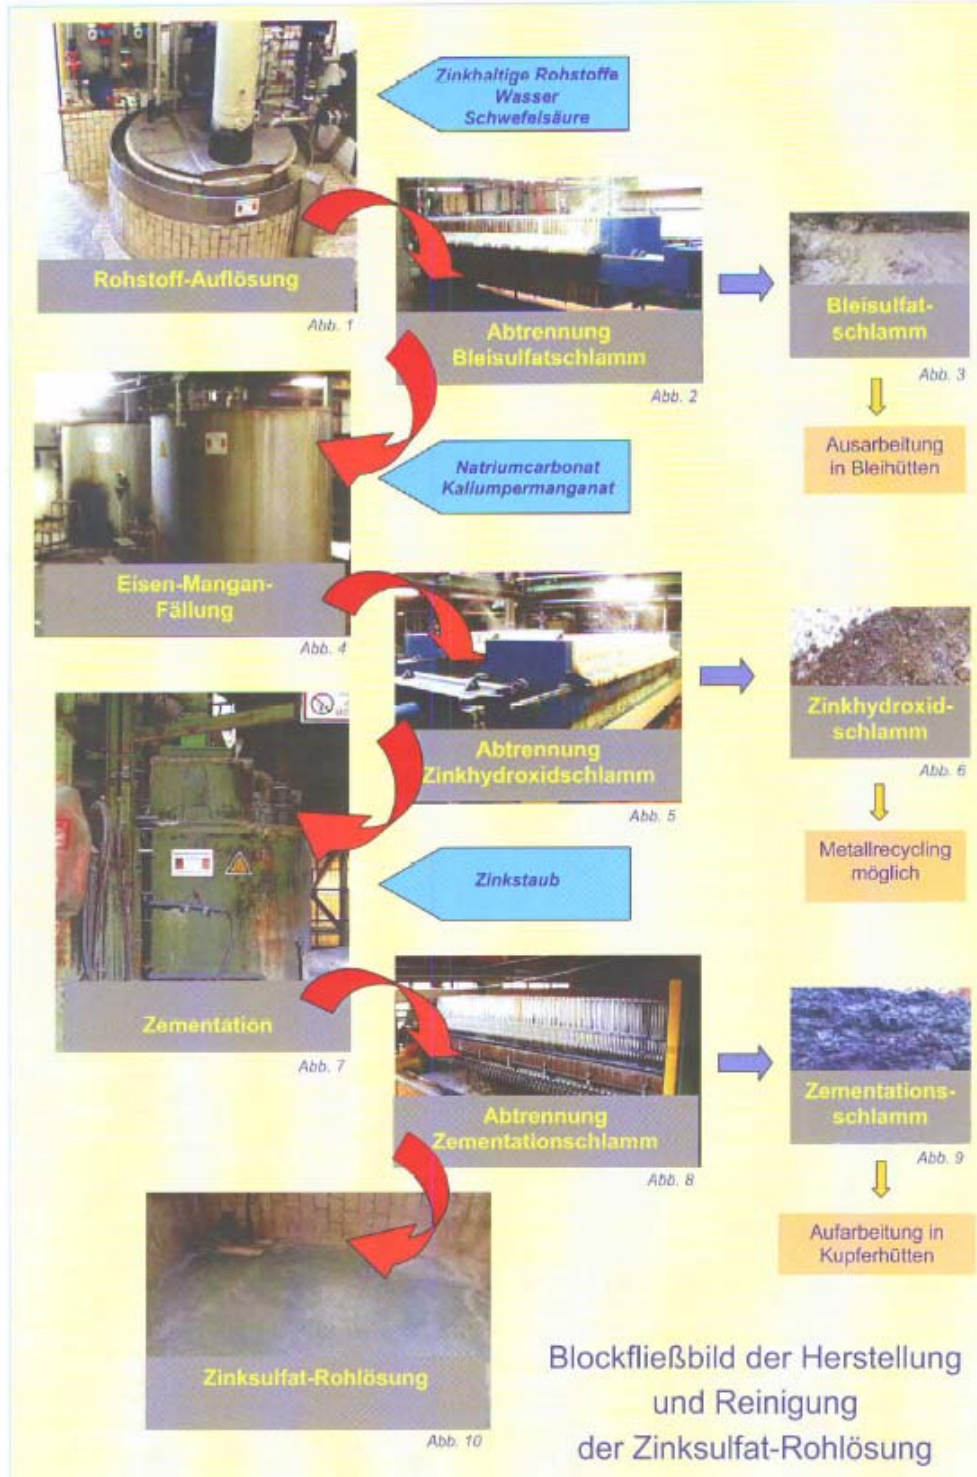 Zinkhaltige Rohstoffe
Wasser
Schwefelsäure
Rohstoff-Auflösung
Abb. 1
Abtrennung
Bleisulfatschlamm
Abb. 2
Bleisulfat-
schlamm
Abb. 3
Ausarbeitung
in Bleihütten
Natriumcarbonat
Kaliumpermanganat
Eisen-Mangan-
Fällung
Abb. 4
Abtrennung
Zinkhydroxidschlamm
Abb. 5
Zinkhydroxid-
schlamm
Abb. 6
Metallrecycling
möglich
Zinkstaub
Zementation
Abb. 7
Abtrennung
Zementationschlamm
Abb. 8
Zementations-
schlamm
Abb. 9
Aufarbeitung in
Kupferhütten
Zinksulfat-Rohlösung
Abb. 10
Blockfließbild der Herstellung
und Reinigung
der Zinksulfat-Rohlösung